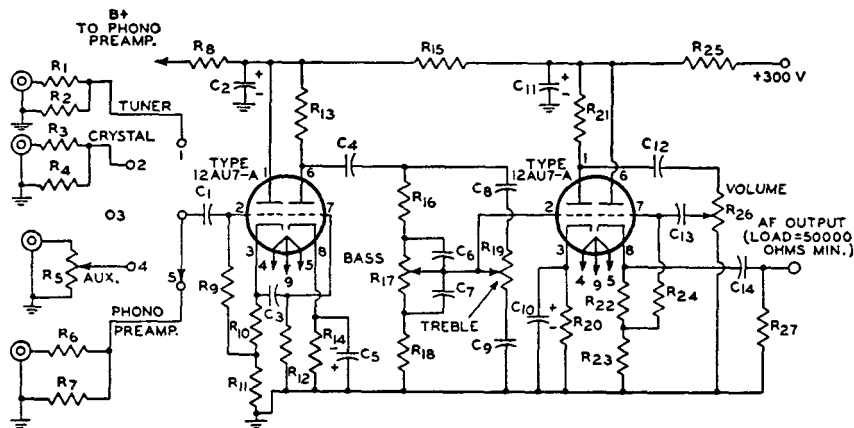 B+
TO PHONO
PREAMP.
R8
C2
+
-
R15
C11
+
-
R25
+300 V
R1
R2
TUNER
1
R3
CRYSTAL
R4
2
3
R5
AUX.
4
5
PHONO
PREAMP.
R6
R7
C1
R9
R10
R11
TYPE
12AU7-A
1
6
2
7
3
4
9
5
8
C3
R12
R14
-
+
C5
R13
C4
R16
BASS
R17
C6
C7
R18
C8
R19
TREBLE
C9
TYPE
12AU7-A
1
6
2
7
3
4
9
5
8
R21
C12
VOLUME
R26
C13
C10
+
-
R20
R22
R23
R24
AF OUTPUT
(LOAD=50000
OHMS MIN.)
C14
R27